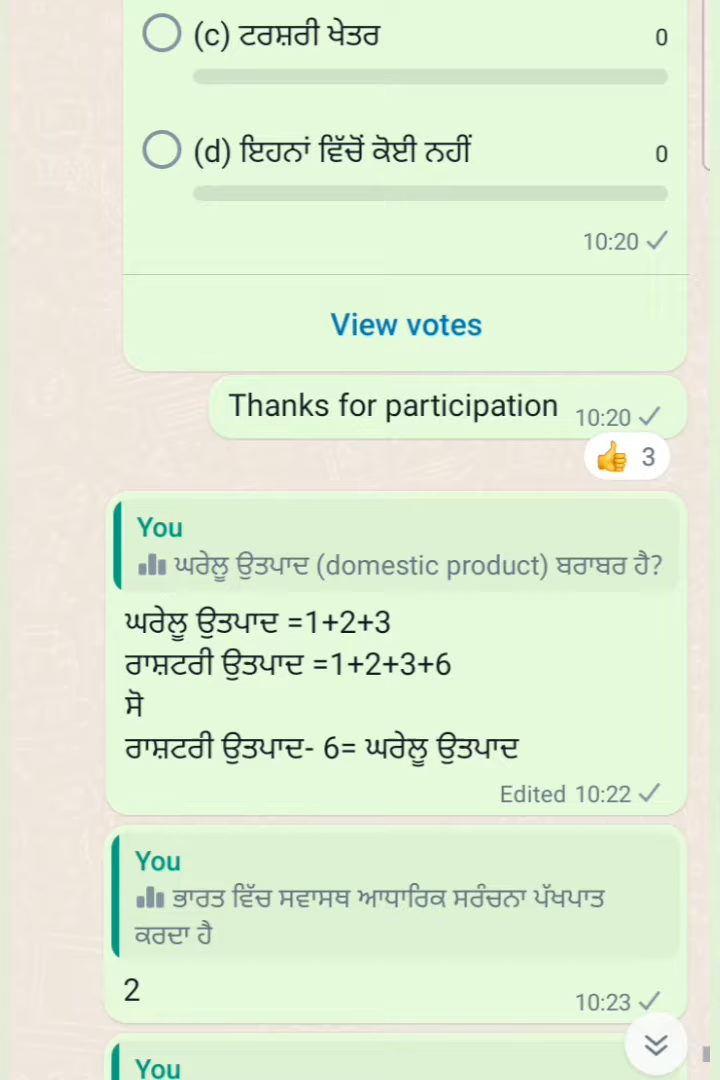 (c) ਟਰਸ਼ਰੀ ਖੇਤਰ 0
(d) ਇਹਨਾਂ ਵਿੱਚੋਂ ਕੋਈ ਨਹੀਂ 0
10:20
View votes
Thanks for participation 10:20
👍 3
You
ਘਰੇਲੂ ਉਤਪਾਦ (domestic product) ਬਰਾਬਰ ਹੈ?
ਘਰੇਲੂ ਉਤਪਾਦ =1+2+3
ਰਾਸ਼ਟਰੀ ਉਤਪਾਦ =1+2+3+6
ਸੋ
ਰਾਸ਼ਟਰੀ ਉਤਪਾਦ- 6= ਘਰੇਲੂ ਉਤਪਾਦ
Edited 10:22
You
ਭਾਰਤ ਵਿੱਚ ਸਵਾਸਥ ਆਧਾਰਿਕ ਸਰੰਚਨਾ ਪੱਖਪਾਤ
ਕਰਦਾ ਹੈ
2 10:23
You